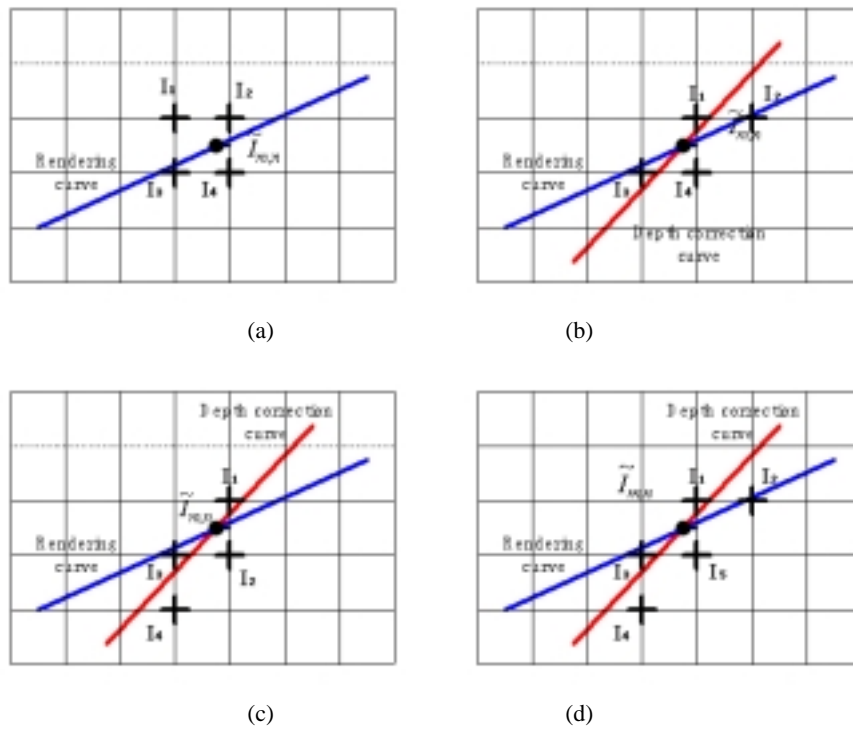 I₁ I₂
Ĩm,n
Rendering
curve
I₃ I₄
(a)
I₁ I₂
Ĩm,n
Rendering
curve
I₃ I₄
Depth correction
curve
(b)
Depth correction
curve
I₁
Ĩm,n
Rendering
curve
I₃ I₂
I₄
(c)
Depth correction
curve
I₁ I₂
Ĩm,n
Rendering
curve
I₃ I₅
I₄
(d)